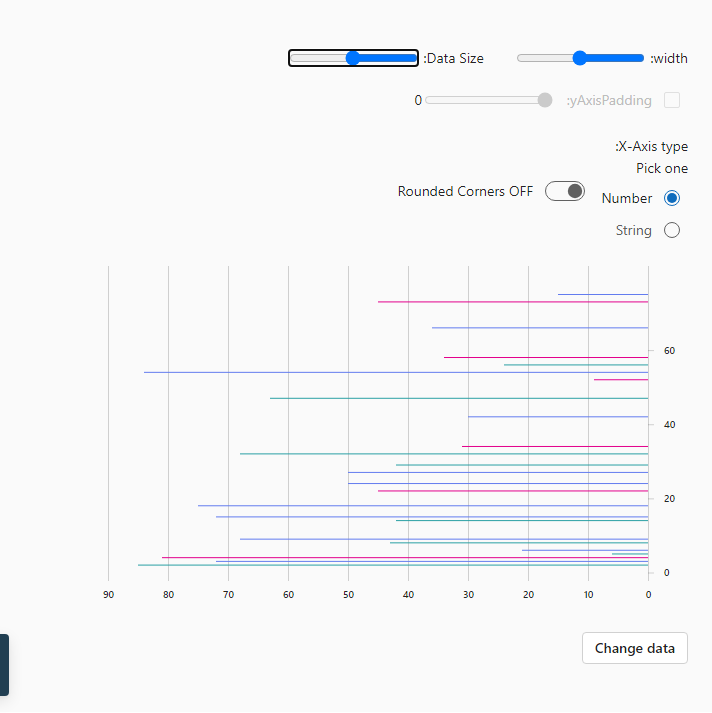 :width
:Data Size
:yAxisPadding
0
:X-Axis type
Pick one
Number
Rounded Corners OFF
String
60
40
20
0
90 80 70 60 50 40 30 20 10 0
Change data